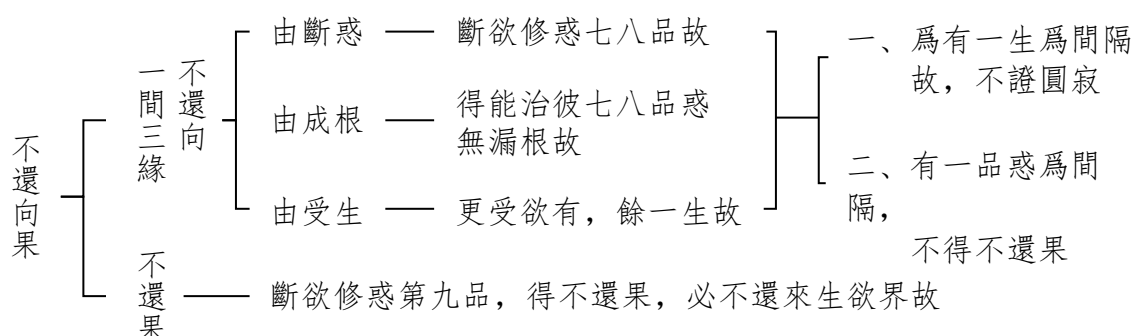 不還向果
不還向
一間三緣
由斷惑
斷欲修惑七八品故
由成根
得能治彼七八品惑
無漏根故
由受生
更受欲有，餘一生故
一、爲有一生爲間隔
故，不證圓寂
二、有一品惑爲間
隔，
不得不還果
不還果
斷欲修惑第九品，得不還果，必不還來生欲界故